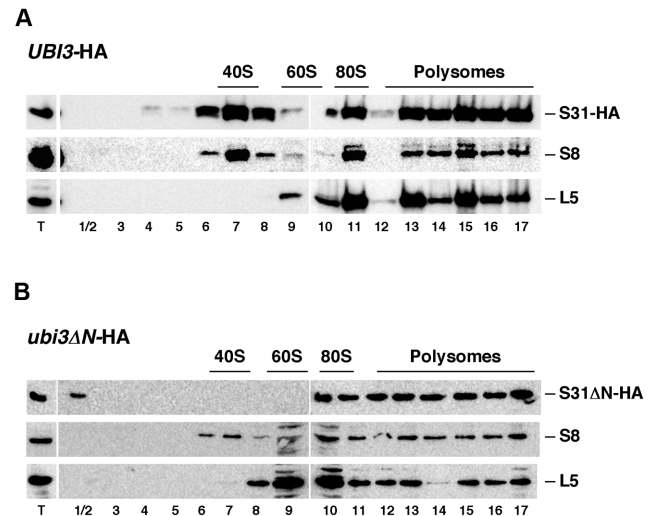 A
UBI3-HA
40S 60S 80S Polysomes
S31-HA
S8
L5
T 1/2 3 4 5 6 7 8 9 10 11 12 13 14 15 16 17
B
ubi3ΔN-HA
40S 60S 80S Polysomes
S31ΔN-HA
S8
L5
T 1/2 3 4 5 6 7 8 9 10 11 12 13 14 15 16 17